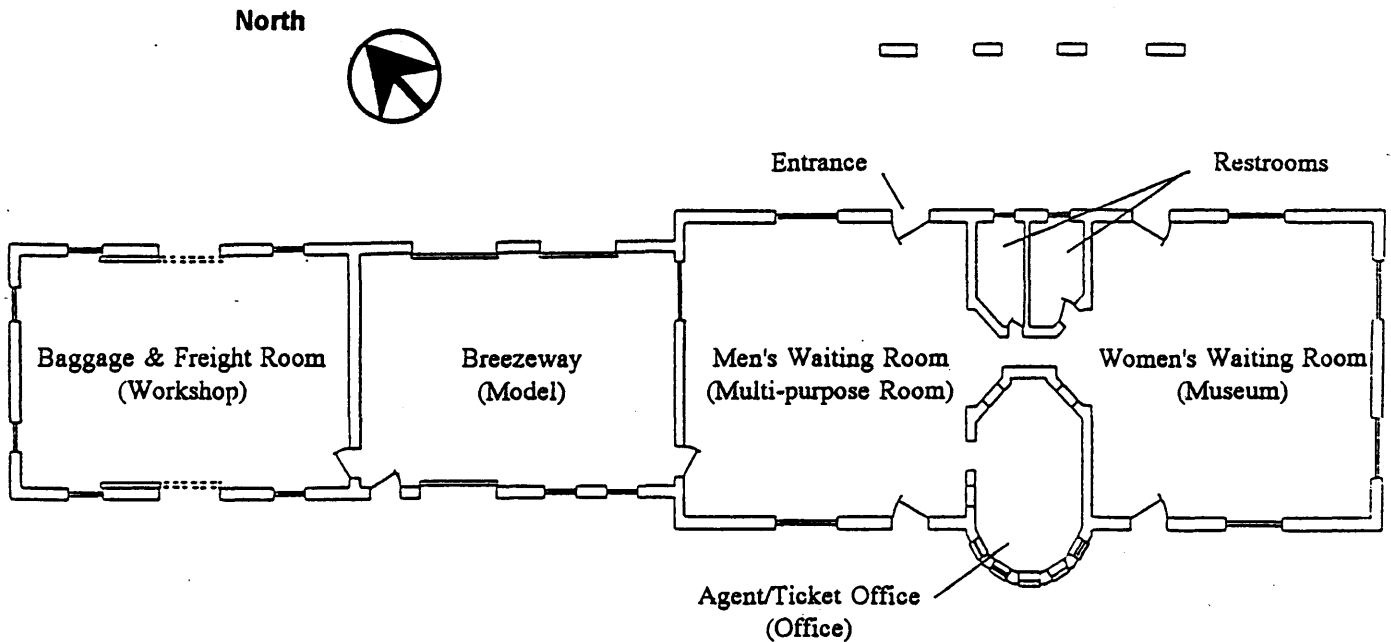 North
Entrance
Restrooms
Baggage & Freight Room
(Workshop)
Breezeway
(Model)
Men's Waiting Room
(Multi-purpose Room)
Women's Waiting Room
(Museum)
Agent/Ticket Office
(Office)